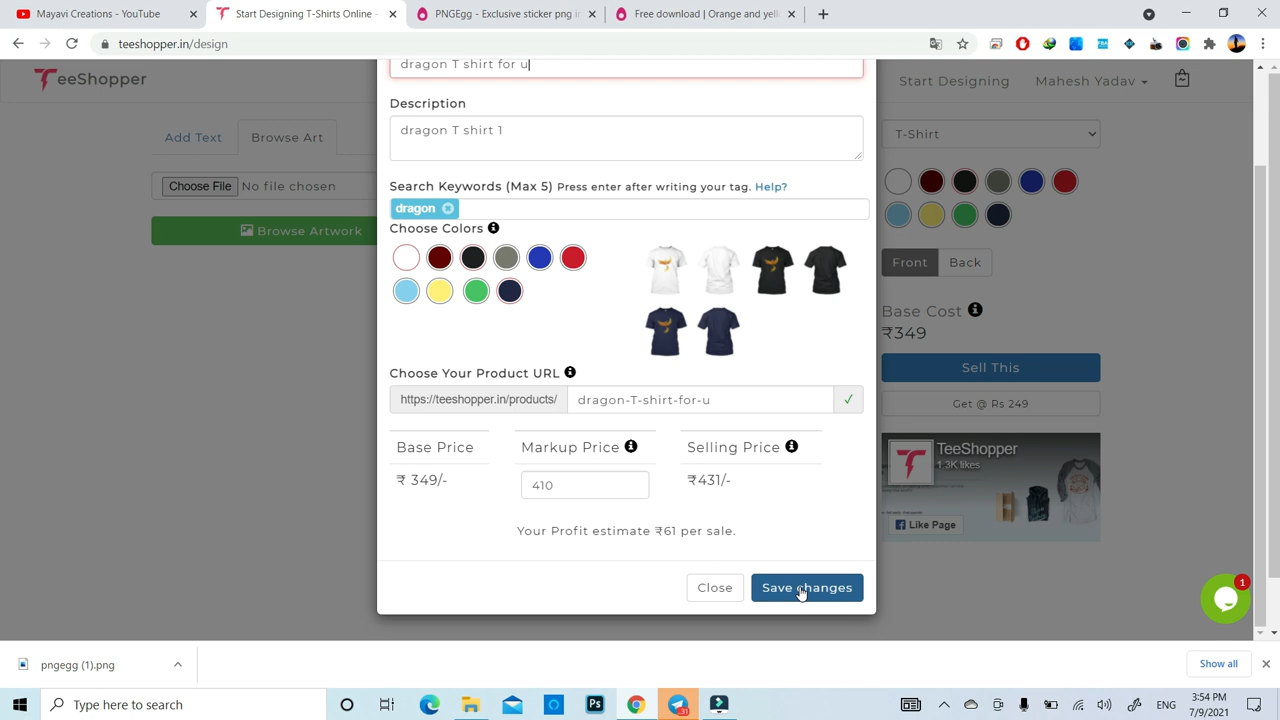 Mayavi Creations - YouTube
Start Designing T-Shirts Online -
PNGEgg - Exclusive sticker png i
Free download | Orange and yell
teeshopper.in/design
TeeShopper
Start Designing
Mahesh Yadav
dragon T shirt for u
Description
dragon T shirt 1
Add Text
Browse Art
Choose File No file chosen
Browse Artwork
Search Keywords (Max 5) Press enter after writing your tag. Help?
dragon
Choose Colors
Choose Your Product URL
https://teeshopper.in/products/ dragon-T-shirt-for-u
Base Price Markup Price Selling Price
₹ 349/- 410 ₹431/-
Your Profit estimate ₹61 per sale.
Close Save changes
T-Shirt
Front Back
Base Cost
₹349
Sell This
Get @ Rs 249
TeeShopper
1.3K likes
Like Page
1
pngegg (1).png
Show all
Type here to search
Ps
31
3:54 PM
7/9/2021